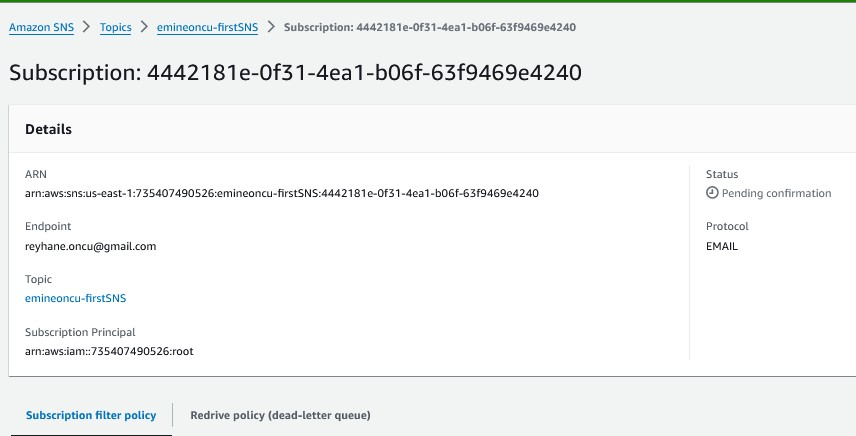 Amazon SNS > Topics > emineoncu-firstSNS > Subscription: 4442181e-0f31-4ea1-b06f-63f9469e4240
Subscription: 4442181e-0f31-4ea1-b06f-63f9469e4240
Details
ARN
arn:aws:sns:us-east-1:735407490526:emineoncu-firstSNS:4442181e-0f31-4ea1-b06f-63f9469e4240
Status
Pending confirmation
Endpoint
reyhane.oncu@gmail.com
Protocol
EMAIL
Topic
emineoncu-firstSNS
Subscription Principal
arn:aws:iam::735407490526:root
Subscription filter policy
Redrive policy (dead-letter queue)